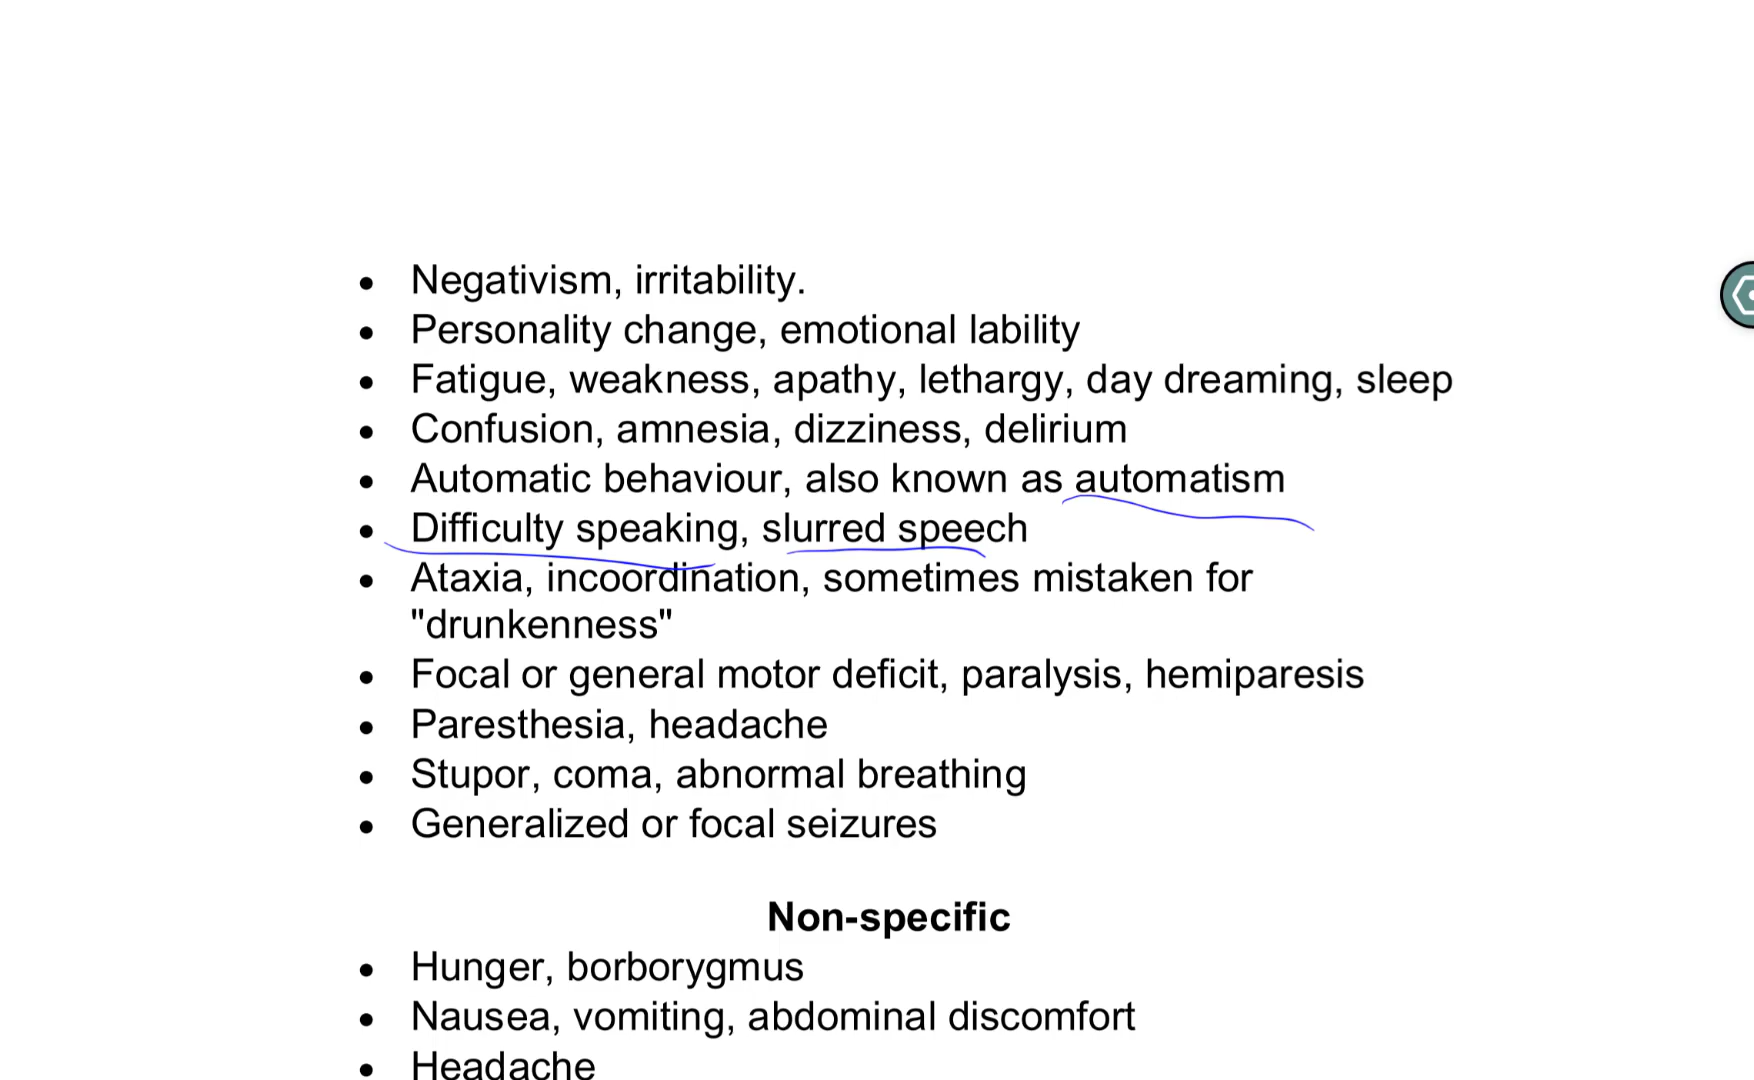 • Negativism, irritability.
• Personality change, emotional lability
• Fatigue, weakness, apathy, lethargy, day dreaming, sleep
• Confusion, amnesia, dizziness, delirium
• Automatic behaviour, also known as automatism
• Difficulty speaking, slurred speech
• Ataxia, incoordination, sometimes mistaken for
"drunkenness"
• Focal or general motor deficit, paralysis, hemiparesis
• Paresthesia, headache
• Stupor, coma, abnormal breathing
• Generalized or focal seizures
Non-specific
• Hunger, borborygmus
• Nausea, vomiting, abdominal discomfort
• Headache